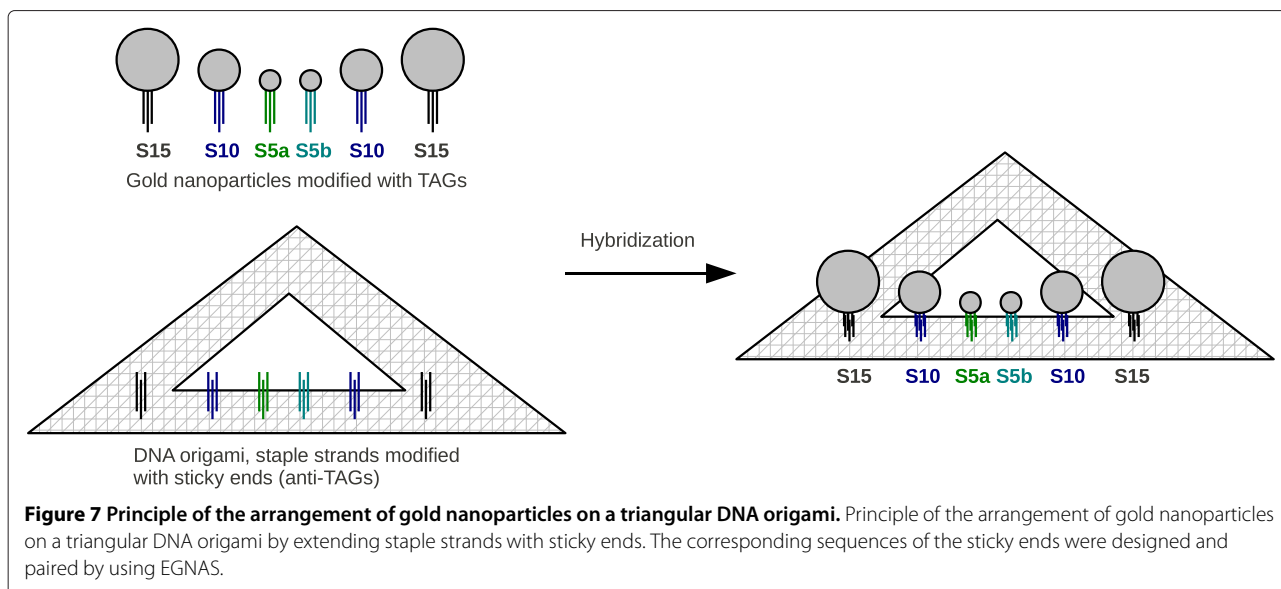 S15 S10 S5a S5b S10 S15
Gold nanoparticles modified with TAGs
Hybridization
S15 S10 S5a S5b S10 S15
DNA origami, staple strands modified
with sticky ends (anti-TAGs)
Figure 7 Principle of the arrangement of gold nanoparticles on a triangular DNA origami. Principle of the arrangement of gold nanoparticles
on a triangular DNA origami by extending staple strands with sticky ends. The corresponding sequences of the sticky ends were designed and
paired by using EGNAS.